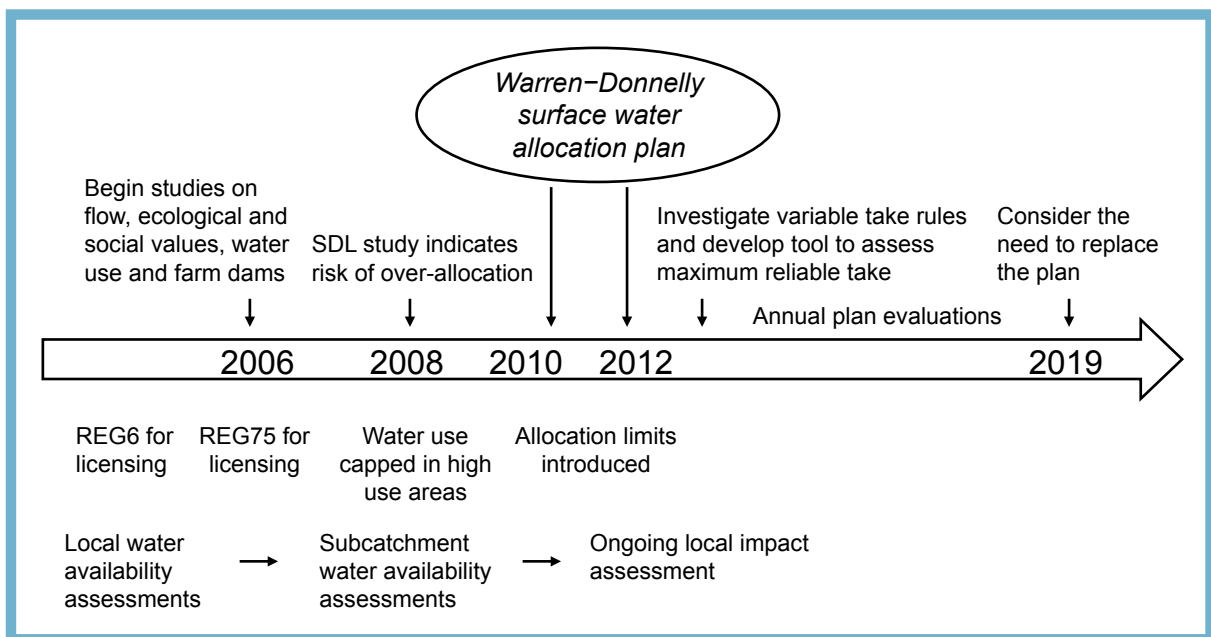 Warren−Donnelly
surface water
allocation plan
Begin studies on
flow, ecological and
social values, water
use and farm dams
SDL study indicates
risk of over-allocation
Investigate variable take rules
and develop tool to assess
maximum reliable take
Consider the
need to replace
the plan
Annual plan evaluations
2006
2008
2010
2012
2019
REG6 for
licensing
REG75 for
licensing
Water use
capped in high
use areas
Allocation limits
introduced
Local water
availability
assessments
Subcatchment
water availability
assessments
Ongoing local impact
assessment